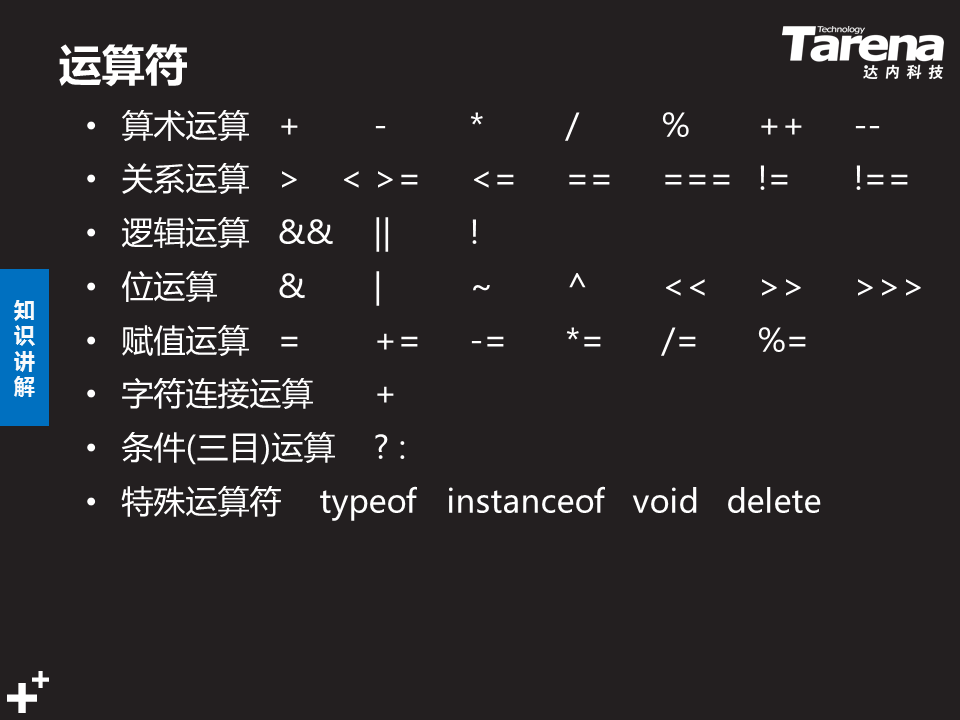 运算符
Technology
Tarena
达内科技
• 算术运算 + - * / % ++ --
• 关系运算 > < >= <= == === != !==
• 逻辑运算 && || !
• 位运算 & | ~ ^ << >> >>>
• 赋值运算 = += -= *= /= %=
• 字符连接运算 +
• 条件(三目)运算 ? :
• 特殊运算符 typeof instanceof void delete
知
识
讲
解